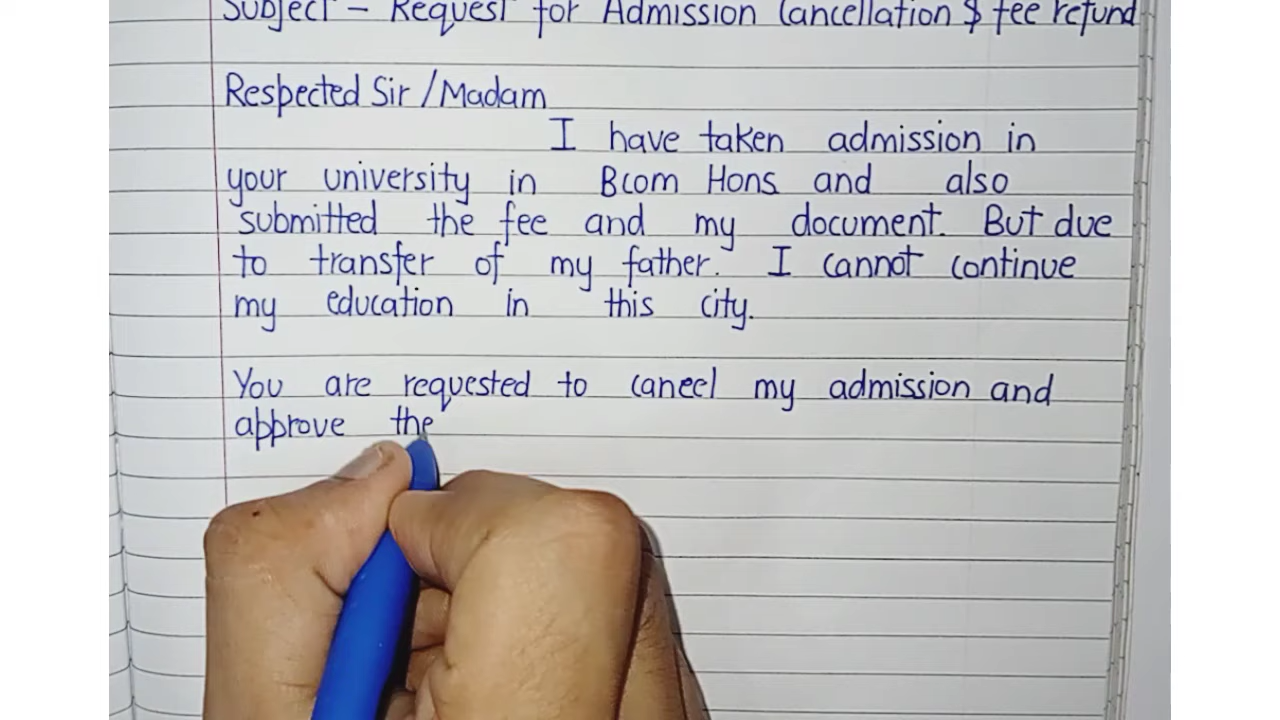 Subject - Request for Admission Cancellation $ fee refund
Respected Sir /Madam
I have taken admission in
your university in Bcom Hons and also
submitted the fee and my document. But due
to transfer of my father. I cannot continue
my education in this city.
You are requested to cancel my admission and
approve the